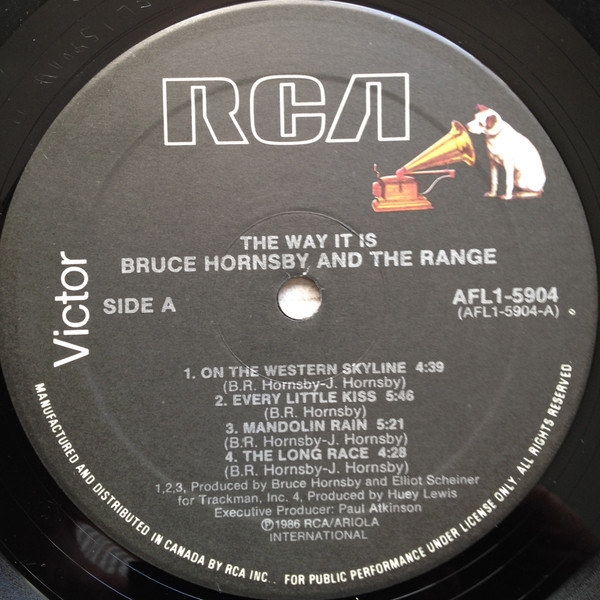 RCA
THE WAY IT IS
BRUCE HORNSBY AND THE RANGE
Victor
SIDE A
AFL1-5904
(AFL1-5904-A)
1. ON THE WESTERN SKYLINE 4:39
(B.R. Hornsby-J. Hornsby)
2. EVERY LITTLE KISS 5:46
(B.R. Hornsby)
3. MANDOLIN RAIN 5:21
(B.R. Hornsby-J. Hornsby)
4. THE LONG RACE 4:28
(B.R. Hornsby-J. Hornsby)
1,2,3, Produced by Bruce Hornsby and Elliot Scheiner
for Trackman, Inc. 4, Produced by Huey Lewis
Executive Producer: Paul Atkinson
℗1986 RCA/ARIOLA
INTERNATIONAL
MANUFACTURED AND DISTRIBUTED IN CANADA BY RCA INC.. FOR PUBLIC PERFORMANCE UNDER LICENSE ONLY. ALL RIGHTS RESERVED.